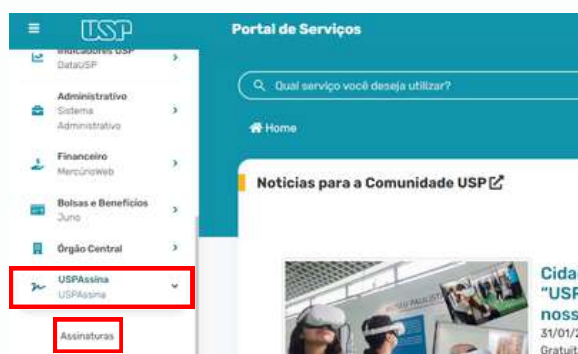 USP
Portal de Serviços
Indicadores USP
DataUSP
Qual serviço você deseja utilizar?
Administrativo
Sistema
Administrativo
Home
Financeiro
MercúrioWeb
Notícias para a Comunidade USP
Bolsas e Benefícios
Juno
Órgão Central
USPAssina
USPAssina
Assinaturas
Cida
"USP
noss
31/01/2
Gratuit